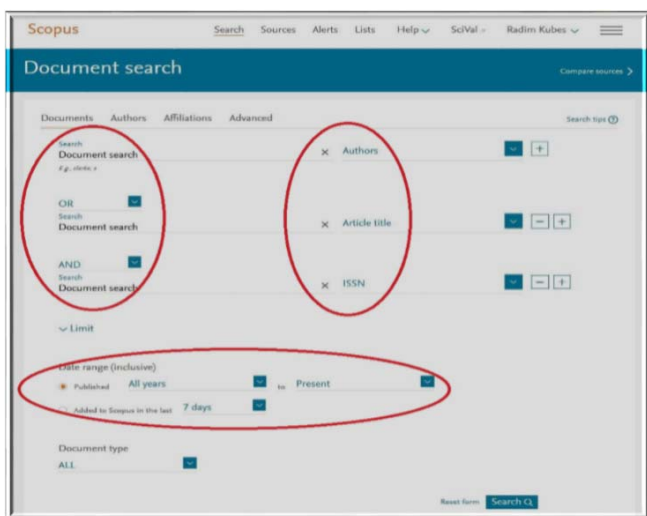 Scopus Search Sources Alerts Lists Help SciVal Radim Kubes
Document search Compare sources
Documents Authors Affiliations Advanced Search tips
Search
Document search Authors
E.g.,
OR
Search
Document search Article title
AND
Search
Document search ISSN
Limit
Date range (inclusive)
Published All years to Present
Added to Scopus in the last 7 days
Document type
ALL
Reset form Search